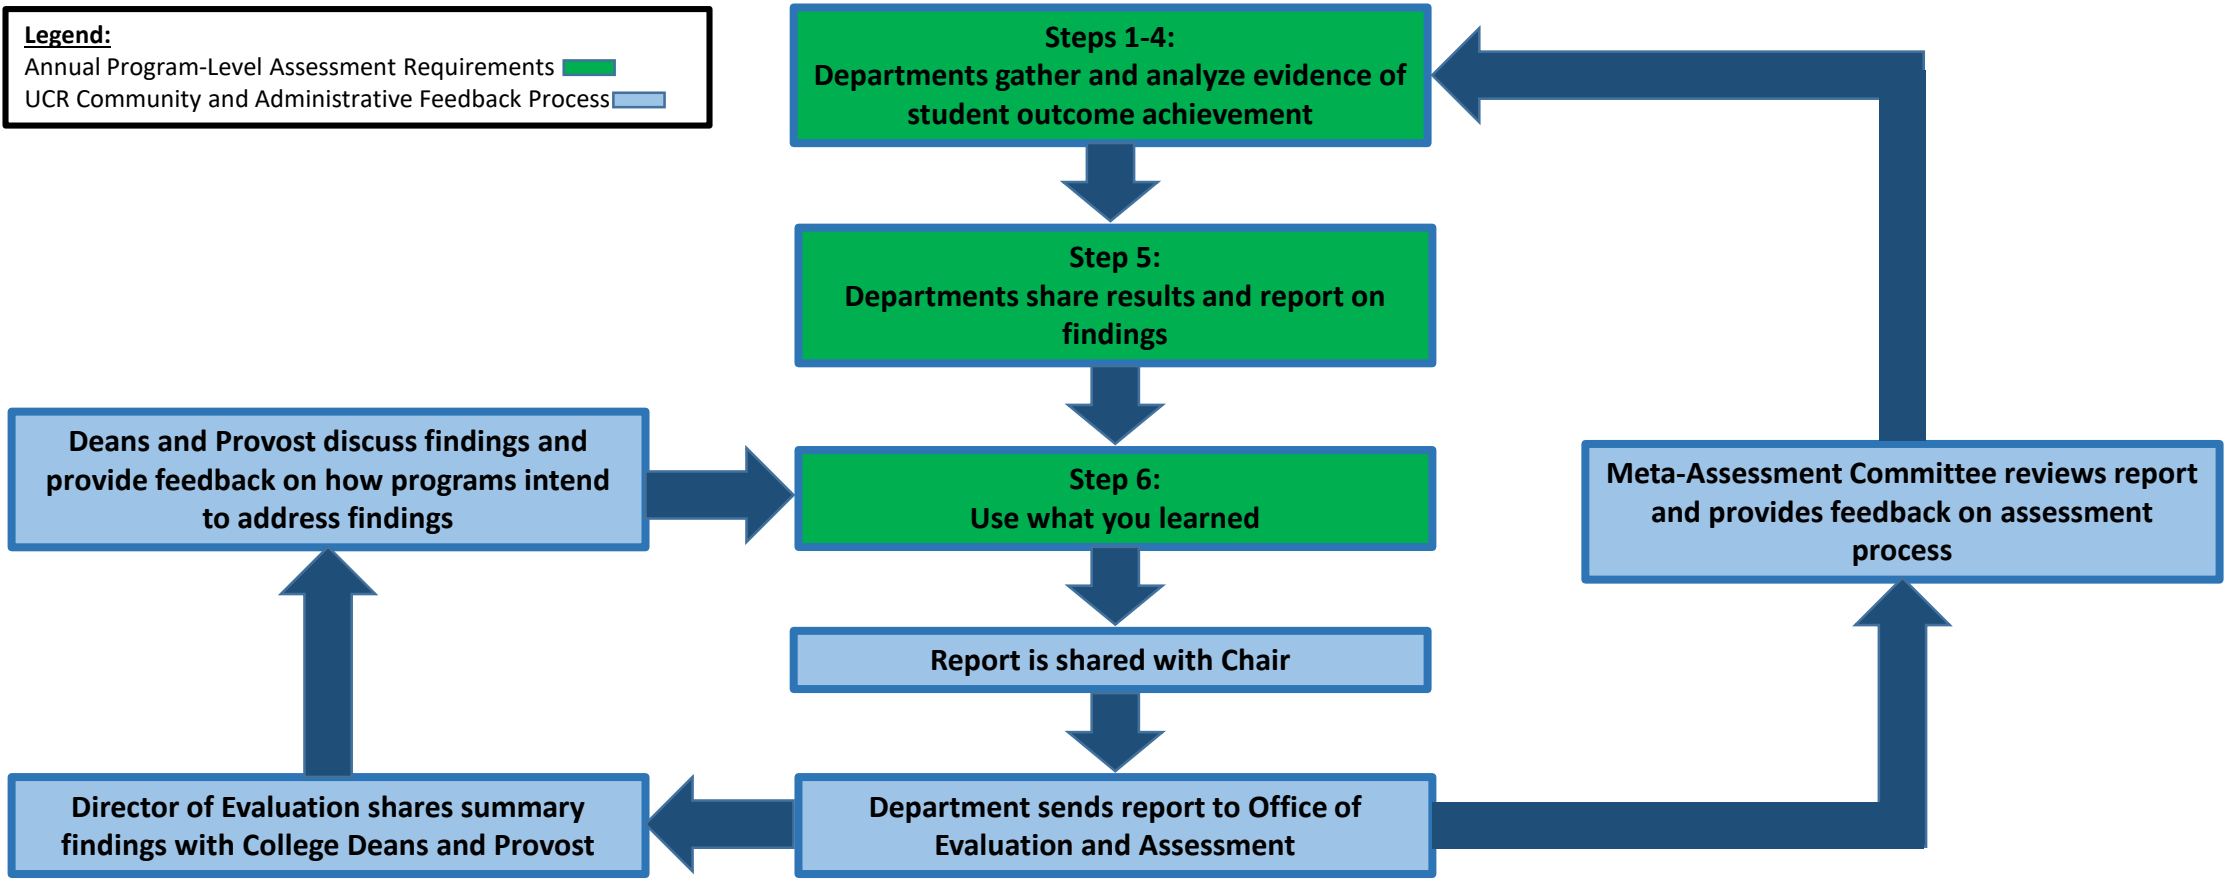 Legend:
Annual Program-Level Assessment Requirements
UCR Community and Administrative Feedback Process
Steps 1-4:
Departments gather and analyze evidence of
student outcome achievement
Step 5:
Departments share results and report on
findings
Deans and Provost discuss findings and
provide feedback on how programs intend
to address findings
Step 6:
Use what you learned
Meta-Assessment Committee reviews report
and provides feedback on assessment
process
Report is shared with Chair
Director of Evaluation shares summary
findings with College Deans and Provost
Department sends report to Office of
Evaluation and Assessment